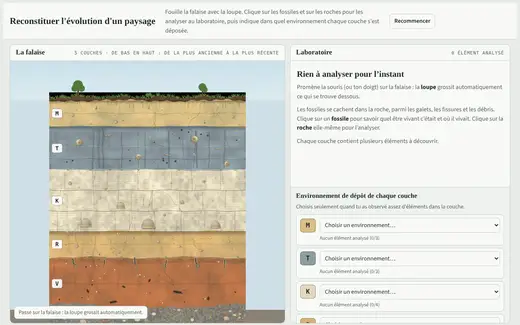 Reconstituer l'évolution d'un paysage
Fouille la falaise avec la loupe. Clique sur les fossiles et sur les roches pour les
analyser au laboratoire, puis indique dans quel environnement chaque couche s'est
déposée.
Recommencer
La falaise
5 COUCHES · DE BAS EN HAUT : DE LA PLUS ANCIENNE À LA PLUS RÉCENTE
M
T
K
R
V
Passe sur la falaise : la loupe grossit automatiquement.
Laboratoire
0 ÉLÉMENT ANALYSÉ
Rien à analyser pour l'instant
Promène la souris (ou ton doigt) sur la falaise : la loupe grossit automatiquement
ce qui se trouve dessous.
Les fossiles se cachent dans la roche, parmi les galets, les fissures et les débris.
Clique sur un fossile pour savoir quel être vivant c'était et où il vivait. Clique sur la
roche elle-même pour l'analyser.
Chaque couche contient plusieurs éléments à découvrir.
Environnement de dépôt de chaque couche
Choisis seulement quand tu as observé assez d'éléments dans la couche.
M
Choisir un environnement…
Aucun élément analysé (0/3)
T
Choisir un environnement…
Aucun élément analysé (0/3)
K
Choisir un environnement…
Aucun élément analysé (0/4)